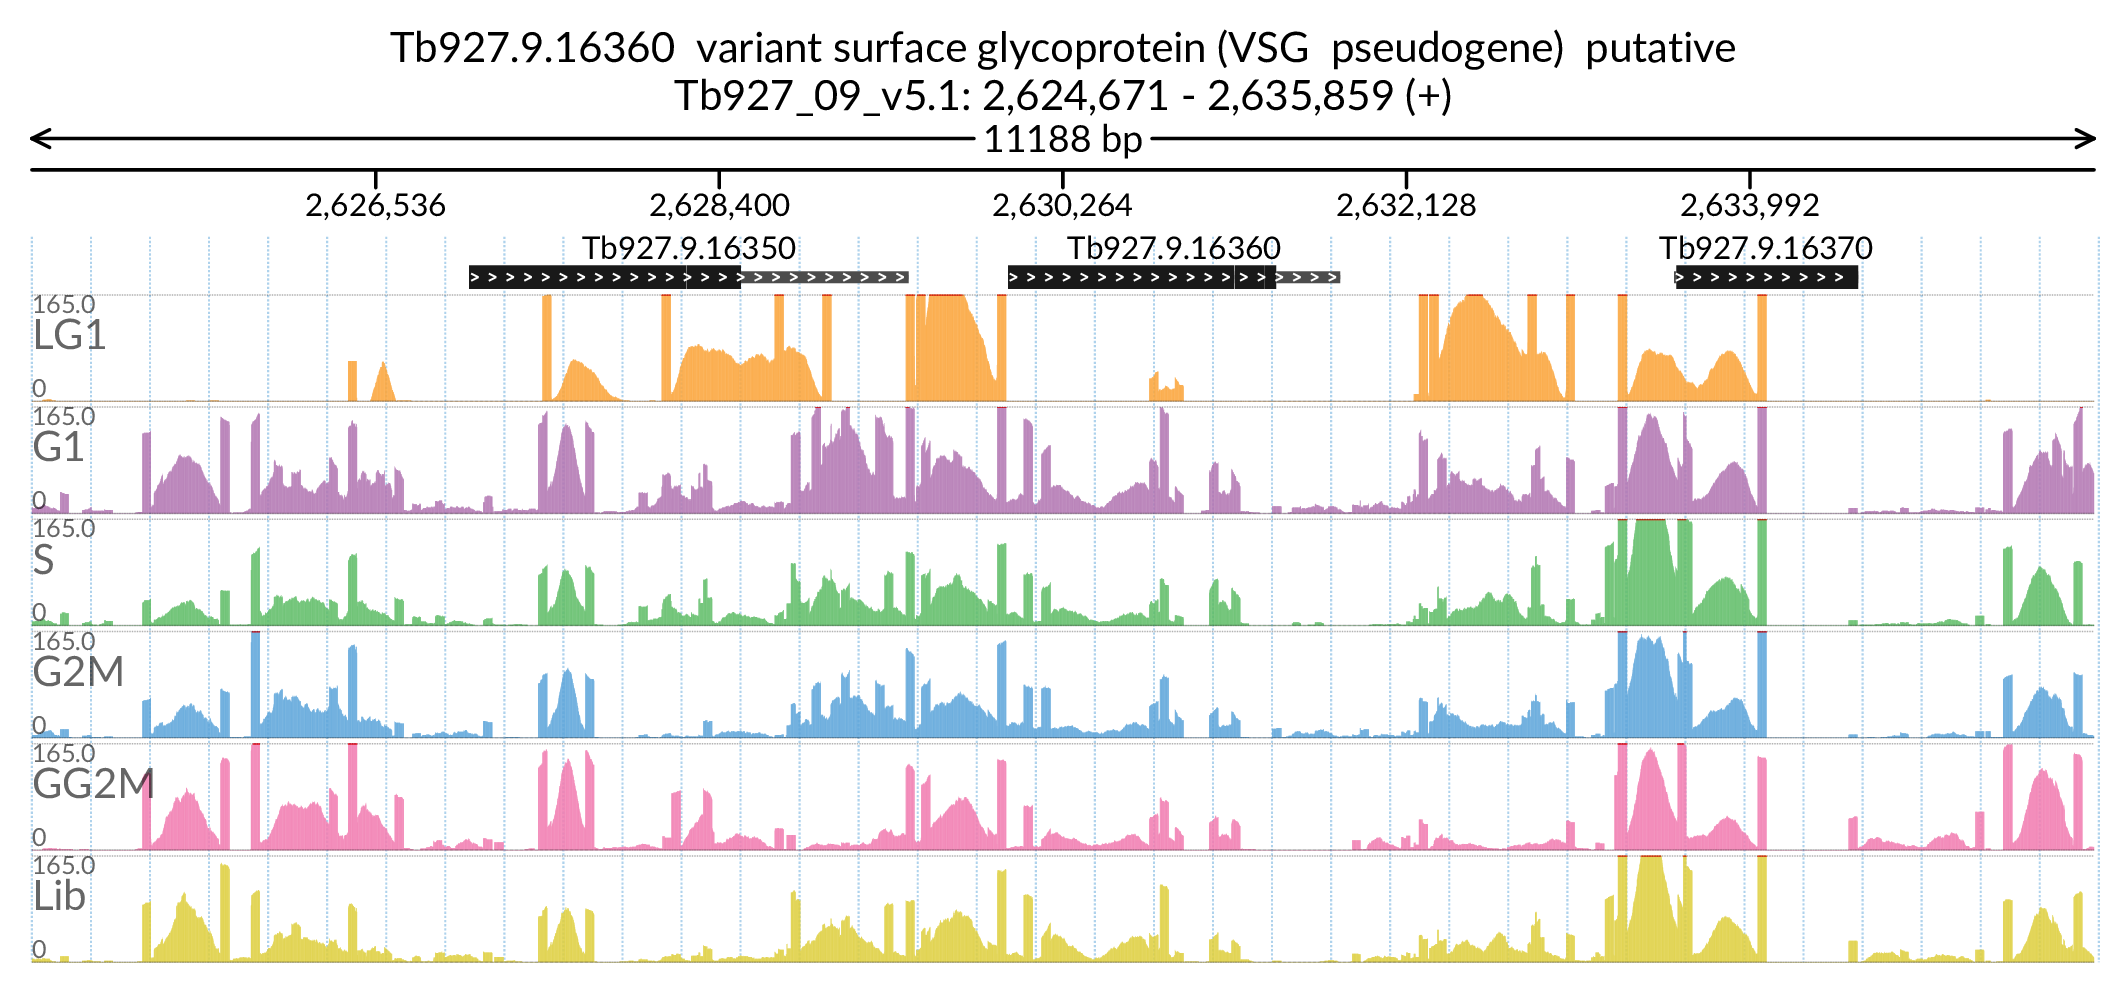 Tb927.9.16360  variant surface glycoprotein (VSG  pseudogene)  putative
Tb927_09_v5.1: 2,624,671 - 2,635,859 (+)
11188 bp
2,626,536 2,628,400 2,630,264 2,632,128 2,633,992
Tb927.9.16350 Tb927.9.16360 Tb927.9.16370
165.0
LG1
0
165.0
G1
0
165.0
S
0
165.0
G2M
0
165.0
GG2M
0
165.0
Lib
0